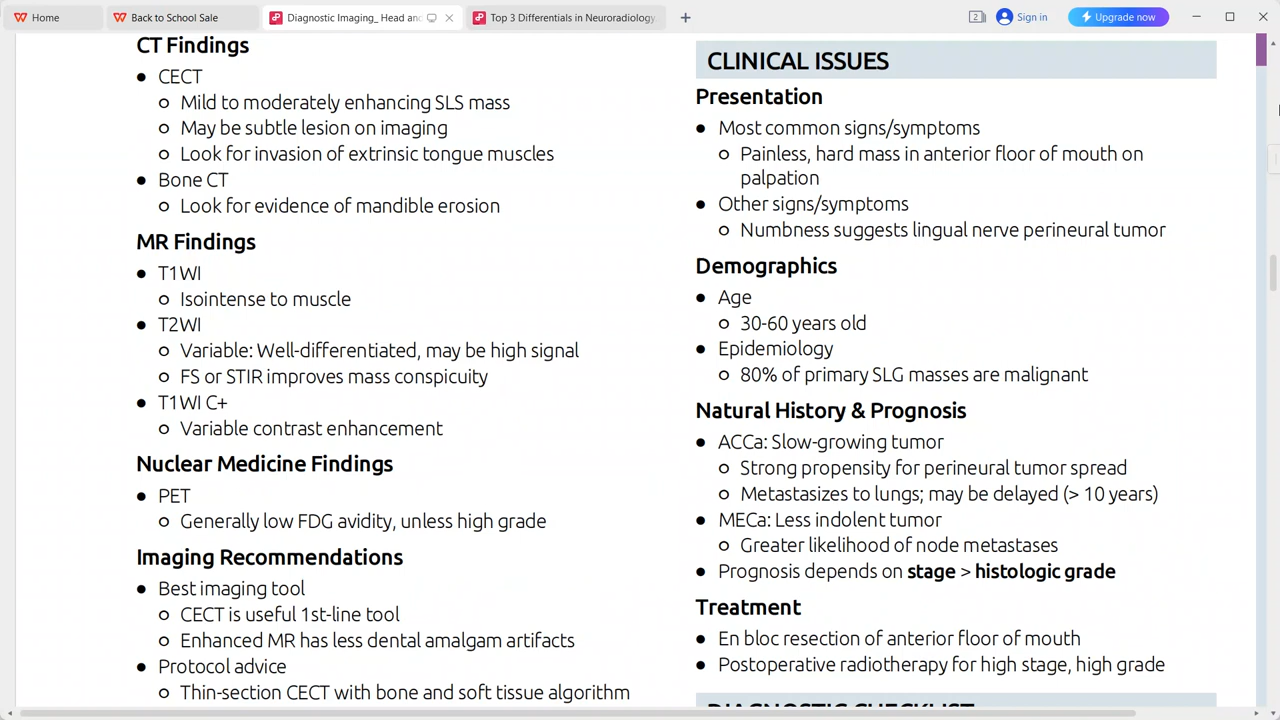 Home
Back to School Sale
Diagnostic Imaging_ Head and
Top 3 Differentials in Neuroradiology
2
Sign in
Upgrade now
CT Findings
● CECT
o Mild to moderately enhancing SLS mass
o May be subtle lesion on imaging
o Look for invasion of extrinsic tongue muscles
● Bone CT
o Look for evidence of mandible erosion
MR Findings
● T1WI
o Isointense to muscle
● T2WI
o Variable: Well-differentiated, may be high signal
o FS or STIR improves mass conspicuity
● T1WI C+
o Variable contrast enhancement
Nuclear Medicine Findings
● PET
o Generally low FDG avidity, unless high grade
Imaging Recommendations
● Best imaging tool
o CECT is useful 1st-line tool
o Enhanced MR has less dental amalgam artifacts
● Protocol advice
o Thin-section CECT with bone and soft tissue algorithm
CLINICAL ISSUES
Presentation
● Most common signs/symptoms
o Painless, hard mass in anterior floor of mouth on
palpation
● Other signs/symptoms
o Numbness suggests lingual nerve perineural tumor
Demographics
● Age
o 30-60 years old
● Epidemiology
o 80% of primary SLG masses are malignant
Natural History & Prognosis
● ACCa: Slow-growing tumor
o Strong propensity for perineural tumor spread
o Metastasizes to lungs; may be delayed (> 10 years)
● MECa: Less indolent tumor
o Greater likelihood of node metastases
● Prognosis depends on stage > histologic grade
Treatment
● En bloc resection of anterior floor of mouth
● Postoperative radiotherapy for high stage, high grade
DIAGNOSTIC CHECKLIST